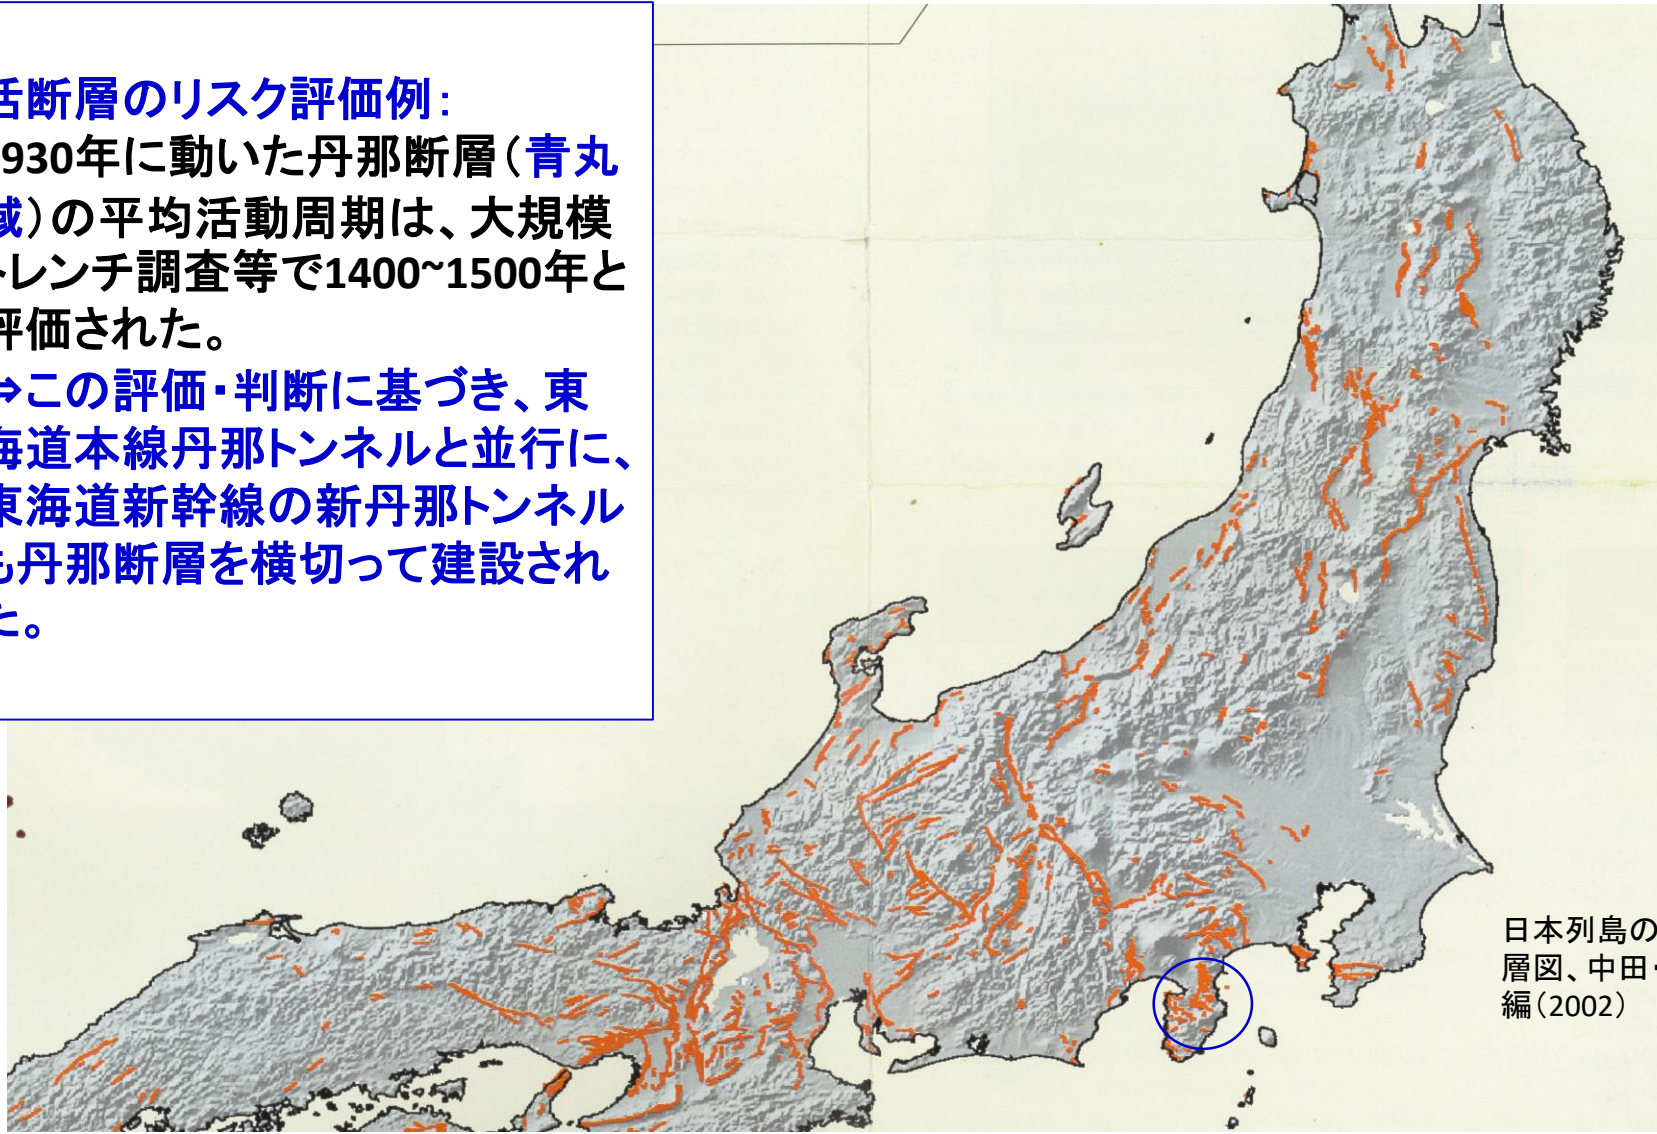 活断層のリスク評価例：
930年に動いた丹那断層（青丸
域）の平均活動周期は、大規模
トレンチ調査等で1400~1500年と
評価された。
⇒この評価・判断に基づき、東
海道本線丹那トンネルと並行に、
東海道新幹線の新丹那トンネル
も丹那断層を横切って建設され
た。
日本列島の
層図、中田・
編（2002）